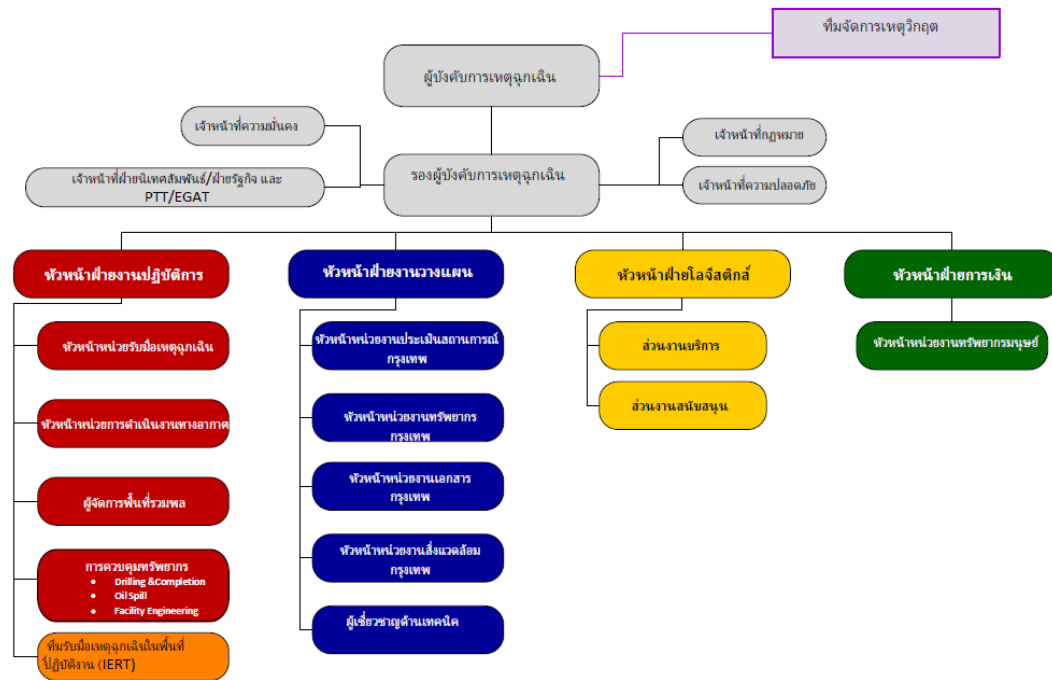 ทีมจัดการเหตุวิกฤต
ผู้บังคับการเหตุฉุกเฉิน
เจ้าหน้าที่ความมั่นคง
เจ้าหน้าที่กฎหมาย
เจ้าหน้าที่ฝ่ายนิเทศสัมพันธ์/ฝ่ายรัฐกิจ และ
PTT/EGAT
รองผู้บังคับการเหตุฉุกเฉิน
เจ้าหน้าที่ความปลอดภัย
หัวหน้าฝ่ายงานปฏิบัติการ
หัวหน้าฝ่ายงานวางแผน
หัวหน้าฝ่ายโลจีสติกส์
หัวหน้าฝ่ายการเงิน
หัวหน้าหน่วยรับมือเหตุฉุกเฉิน
หัวหน้าหน่วยการดำเนินงานทางอากาศ
ผู้จัดการพื้นที่รวมพล
การควบคุมทรัพยากร
• Drilling &Completion
• Oil Spill
• Facility Engineering
ทีมรับมือเหตุฉุกเฉินในพื้นที่
ปฏิบัติงาน (IERT)
หัวหน้าหน่วยงานประเมินสถานการณ์
กรุงเทพ
หัวหน้าหน่วยงานทรัพยากร
กรุงเทพ
หัวหน้าหน่วยงานเอกสาร
กรุงเทพ
หัวหน้าหน่วยงานสิ่งแวดล้อม
กรุงเทพ
ผู้เชี่ยวชาญด้านเทคนิค
ส่วนงานบริการ
ส่วนงานสนับสนุน
หัวหน้าหน่วยงานทรัพยากรมนุษย์